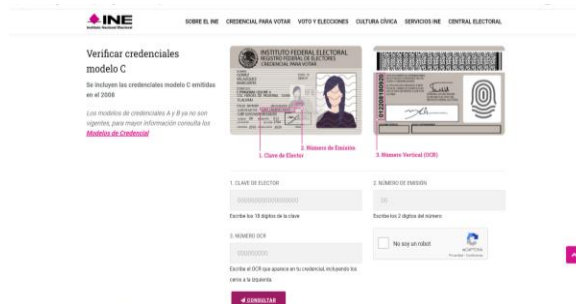 INE
Instituto Nacional Electoral
SOBRE EL INE CREDENCIAL PARA VOTAR VOTO Y ELECCIONES CULTURA CÍVICA SERVICIOS INE CENTRAL ELECTORAL
Verificar credenciales
modelo C
Se incluyen las credenciales modelo C emitidas
en el 2008
Los modelos de credenciales A y B ya no son
vigentes, para mayor información consulta los
Modelos de Credencial
INSTITUTO FEDERAL ELECTORAL
REGISTRO FEDERAL DE ELECTORES
CREDENCIAL PARA VOTAR
2. Número de Emisión
1. Clave de Elector
3. Número Vertical (OCR)
1. CLAVE DE ELECTOR
Escribe los 18 dígitos de la clave
2. NÚMERO DE EMISIÓN
00
Escribe los 2 dígitos del número
3. NÚMERO OCR
Escribe el OCR que aparece en tu credencial, incluyendo los
ceros a la izquierda.
No soy un robot
reCAPTCHA
CONSULTAR